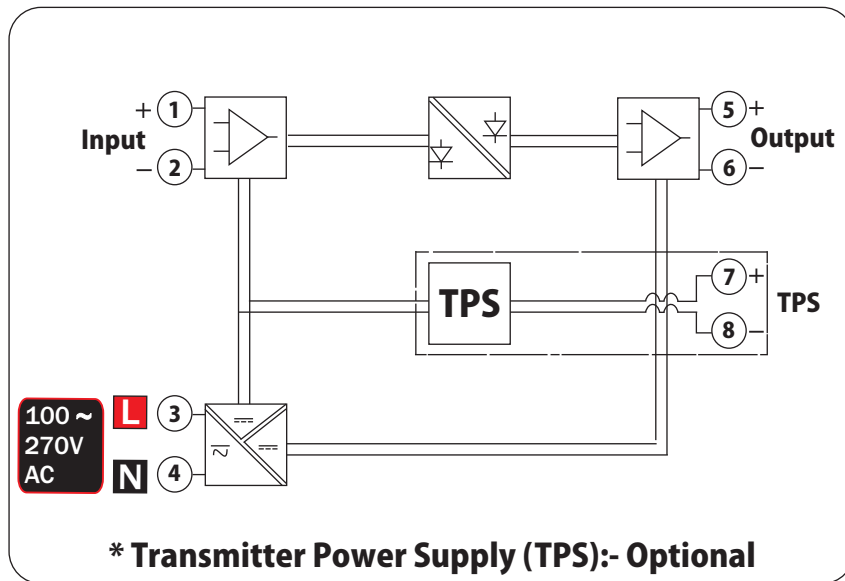 + 1
Input
− 2
5 +
Output
6 −
TPS
7 +
TPS
8 −
100 ~
270V
AC
L 3
N 4
* Transmitter Power Supply (TPS):- Optional